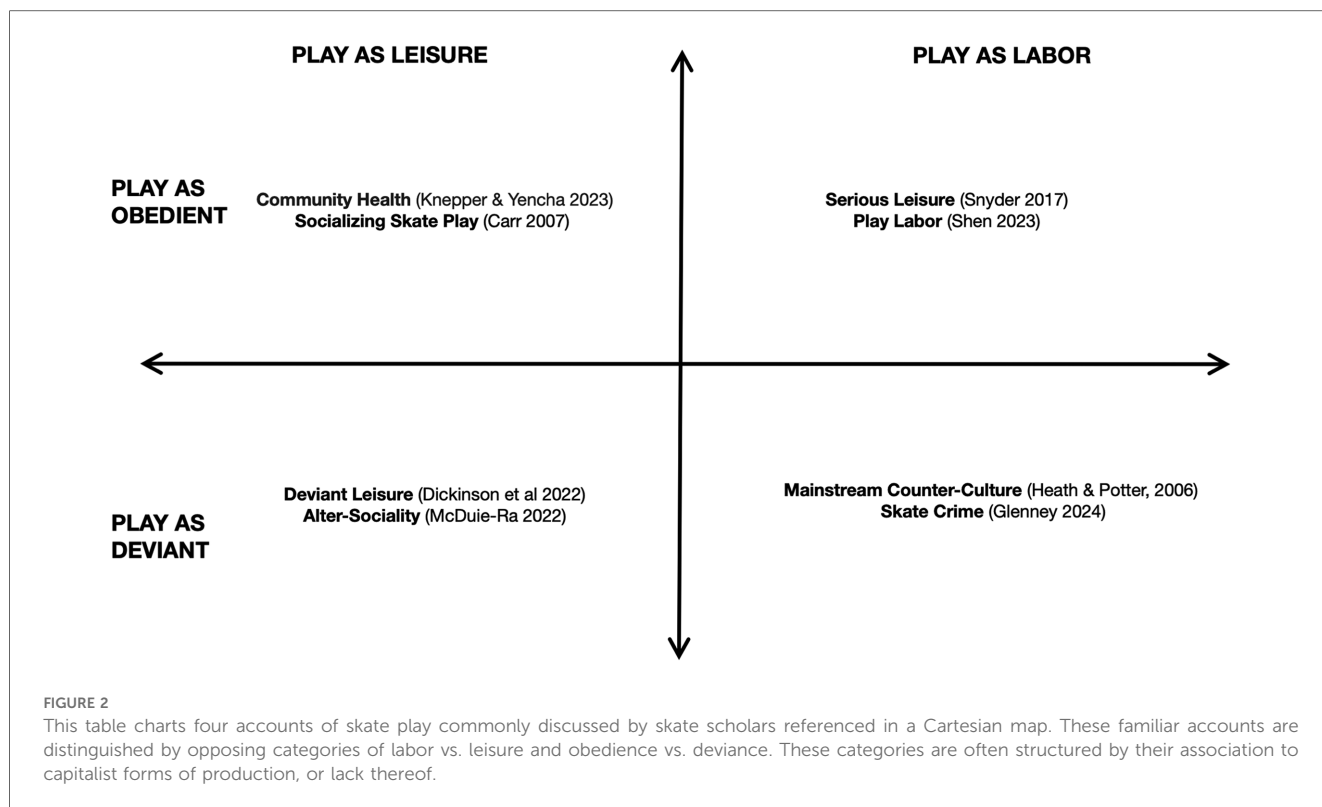 PLAY AS LEISURE
PLAY AS LABOR
PLAY AS
OBEDIENT
Community Health (Knepper & Yencha 2023)
Socializing Skate Play (Carr 2007)
Serious Leisure (Snyder 2017)
Play Labor (Shen 2023)
PLAY AS
DEVIANT
Deviant Leisure (Dickinson et al 2022)
Alter-Sociality (McDuie-Ra 2022)
Mainstream Counter-Culture (Heath & Potter, 2006)
Skate Crime (Glenney 2024)
FIGURE 2
This table charts four accounts of skate play commonly discussed by skate scholars referenced in a Cartesian map. These familiar accounts are
distinguished by opposing categories of labor vs. leisure and obedience vs. deviance. These categories are often structured by their association to
capitalist forms of production, or lack thereof.